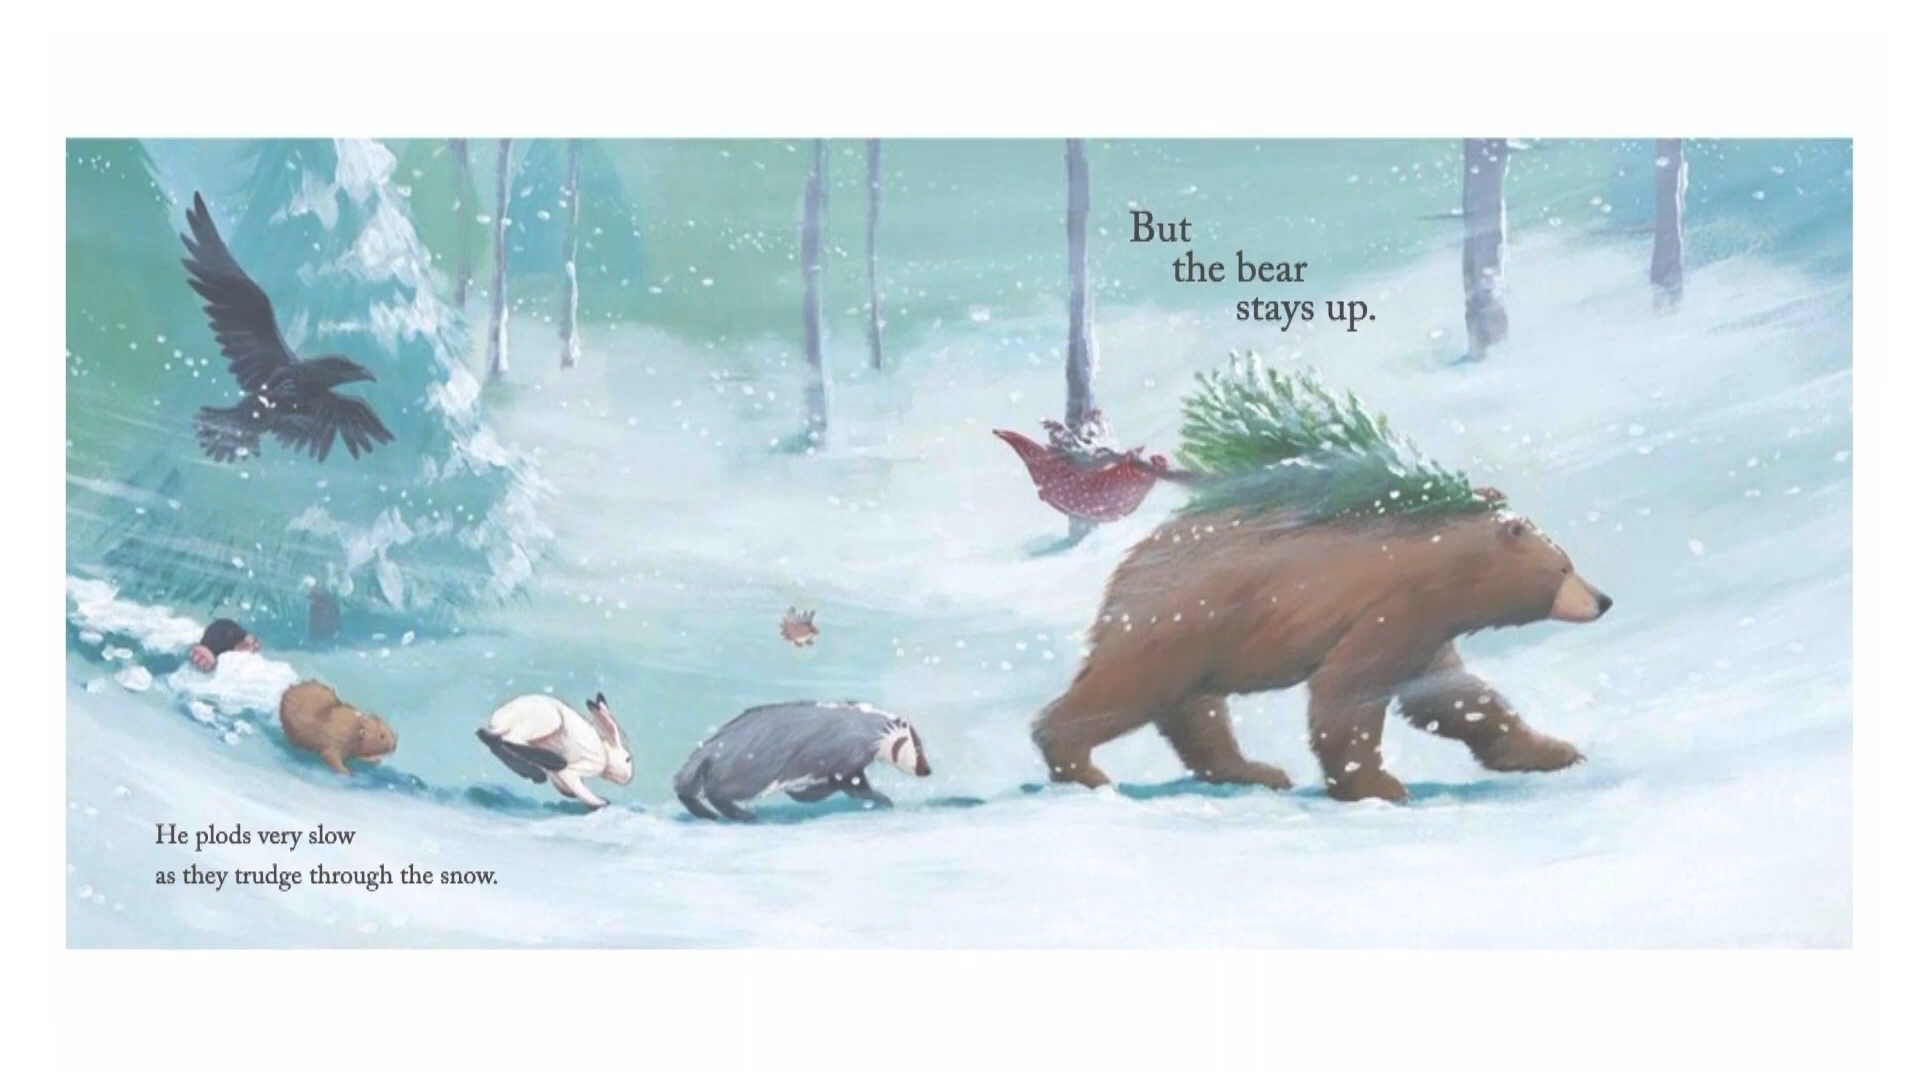 He plods very slow
as they trudge through the snow.
But
the bear
stays up.